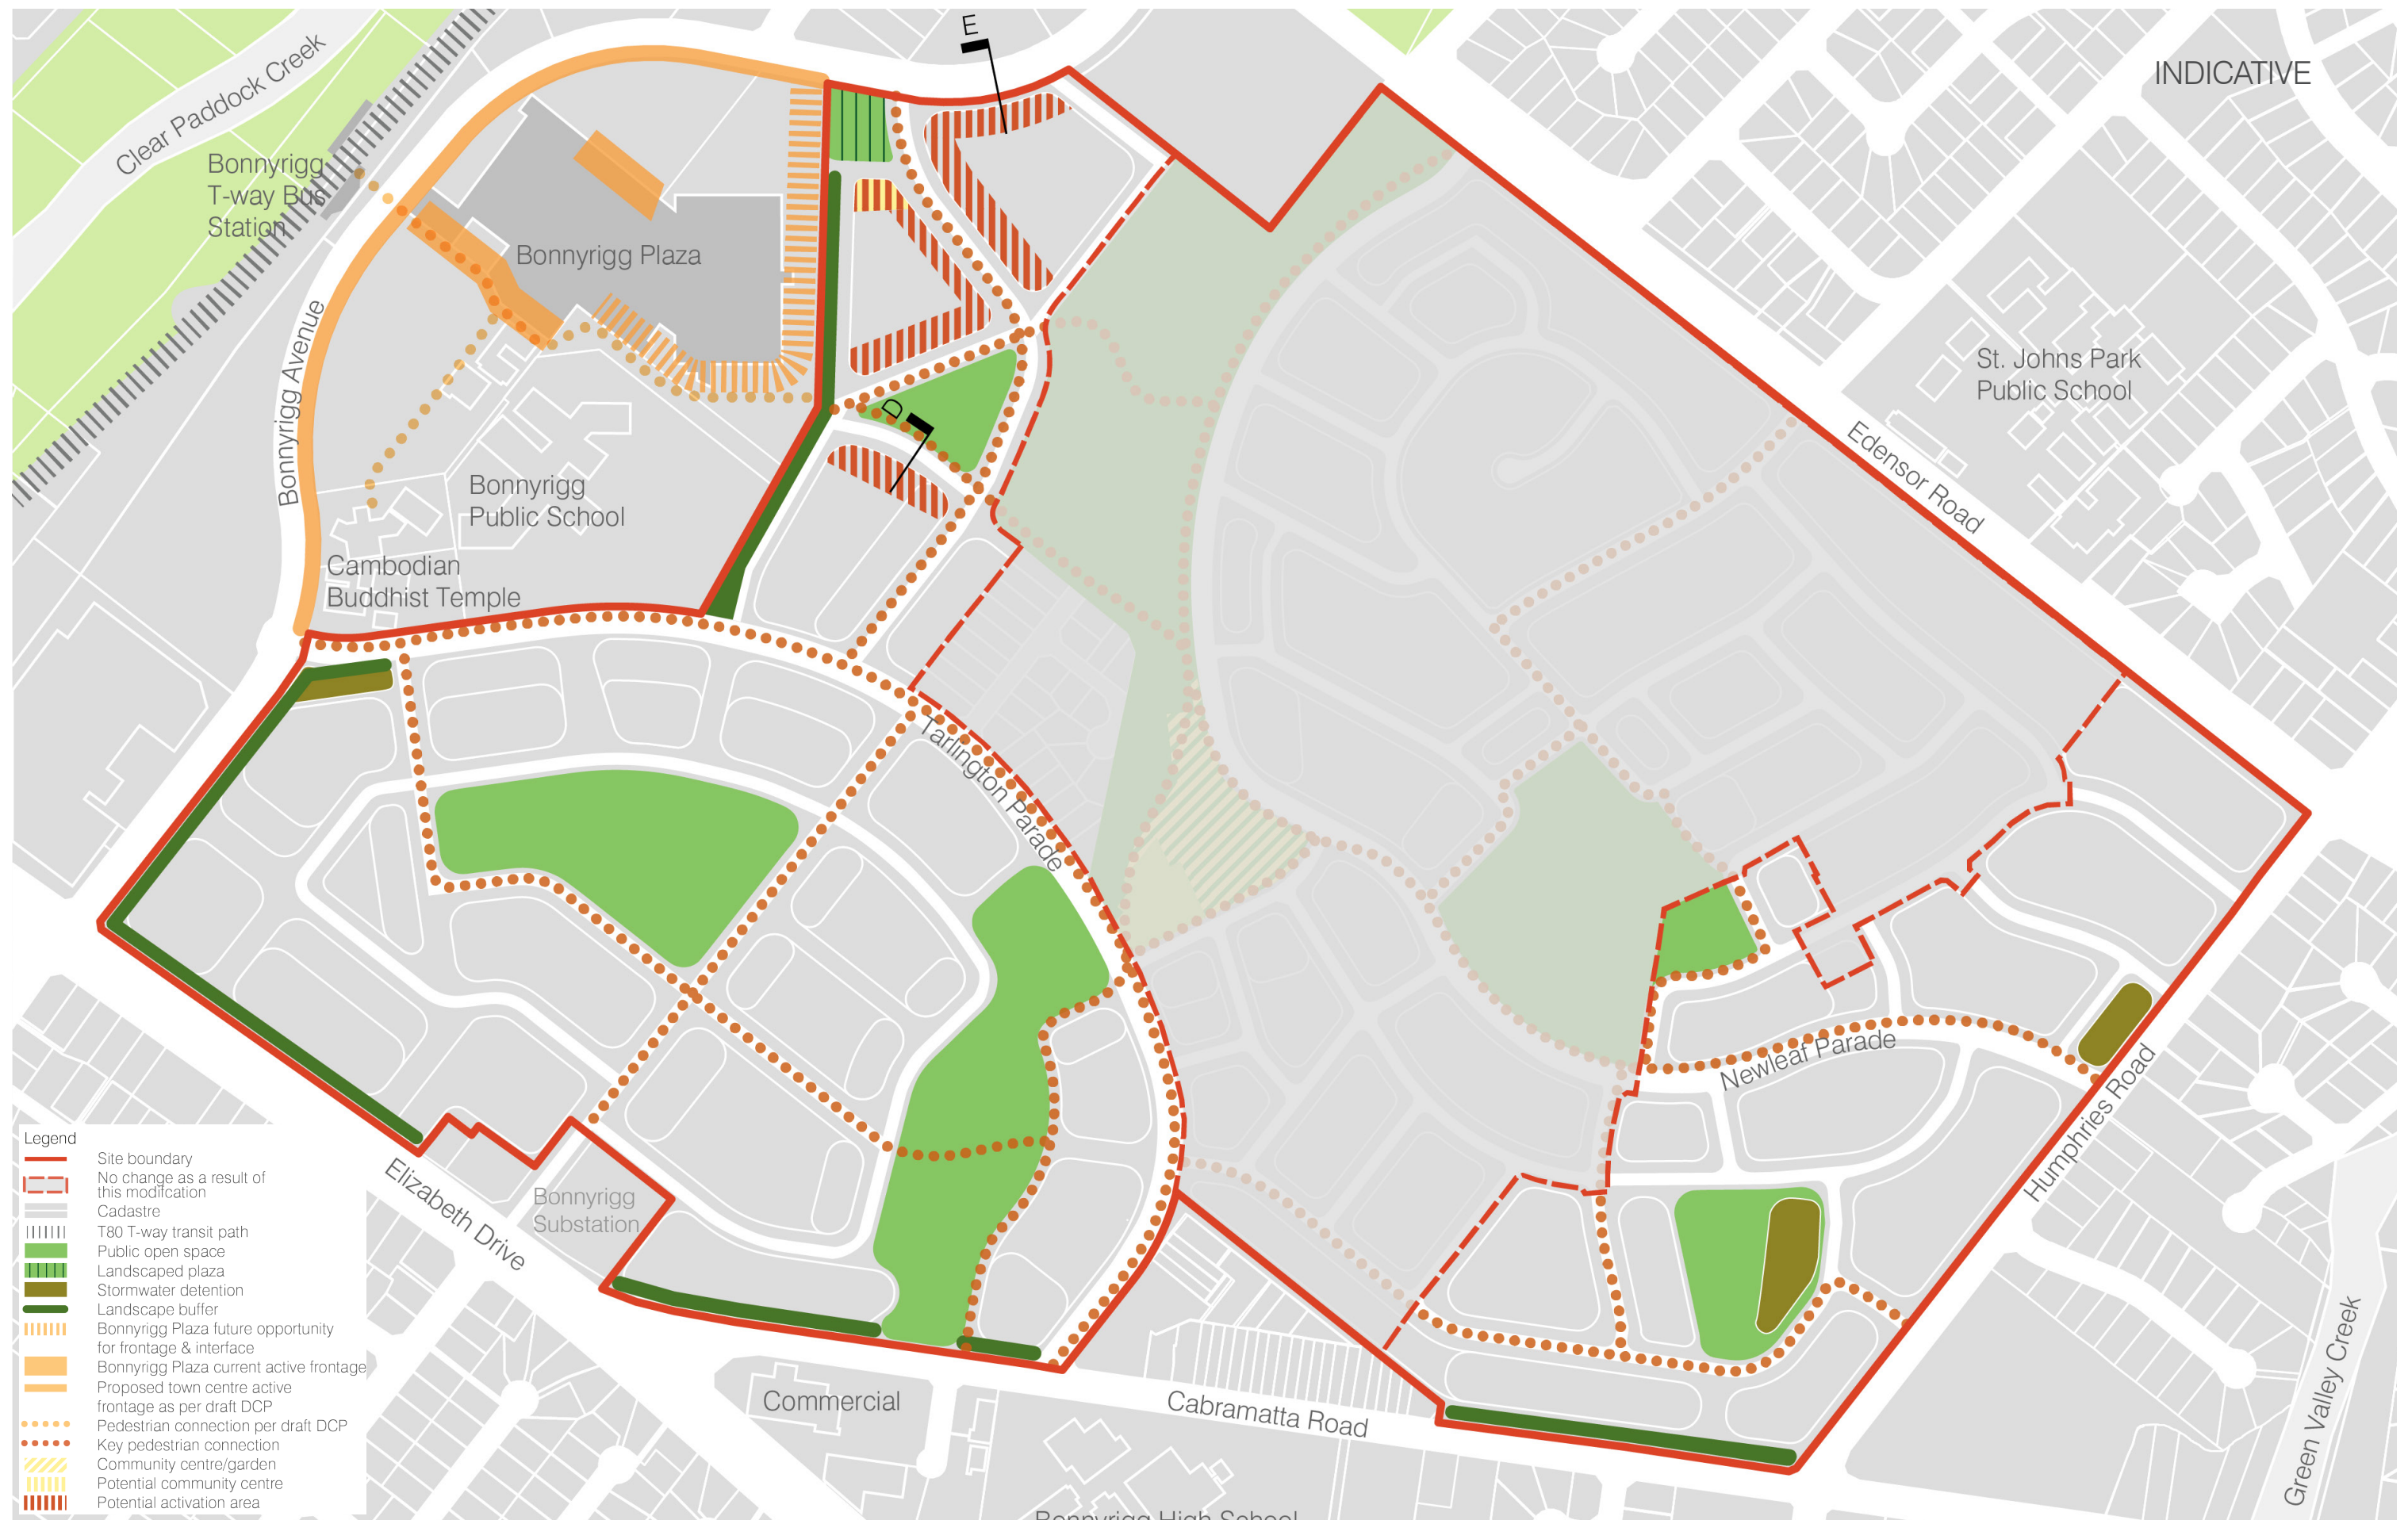 E
INDICATIVE
Clear Paddock Creek
Bonnyrigg
T-way Bus
Station
Bonnyrigg Plaza
Bonnyrigg Avenue
St. Johns Park
Public School
D
Edensor Road
Bonnyrigg
Public School
Cambodian
Buddhist Temple
Tarlington Parade
Newleaf Parade
Humphries Road
Bonnyrigg
Substation
Elizabeth Drive
Commercial
Cabramatta Road
Green Valley Creek
Bonnyrigg High School
Legend
Site boundary
No change as a result of
this modifcation
Cadastre
T80 T-way transit path
Public open space
Landscaped plaza
Stormwater detention
Landscape buffer
Bonnyrigg Plaza future opportunity
for frontage & interface
Bonnyrigg Plaza current active frontage
Proposed town centre active
frontage as per draft DCP
Pedestrian connection per draft DCP
Key pedestrian connection
Community centre/garden
Potential community centre
Potential activation area